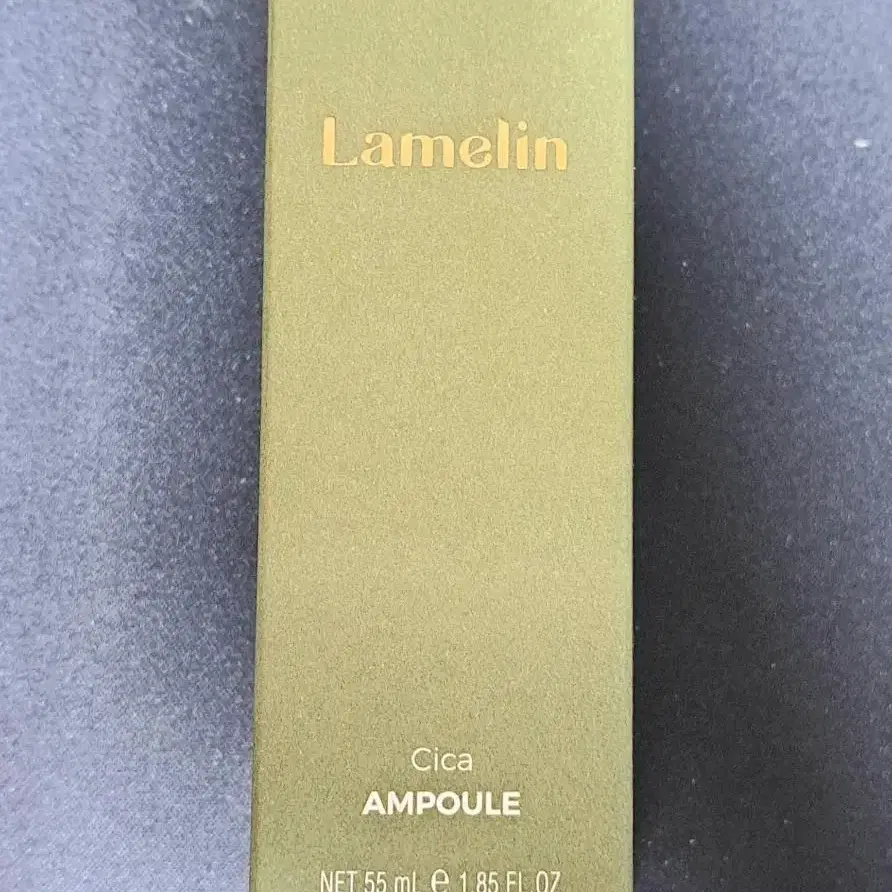 Lamelin
Cica
AMPOULE
NET 55 mL ℮ 1.85 FL.OZ